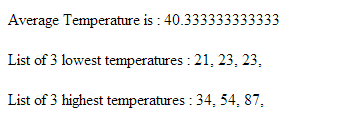 Average Temperature is : 40.333333333333
List of 3 lowest temperatures : 21, 23, 23,
List of 3 highest temperatures : 34, 54, 87,